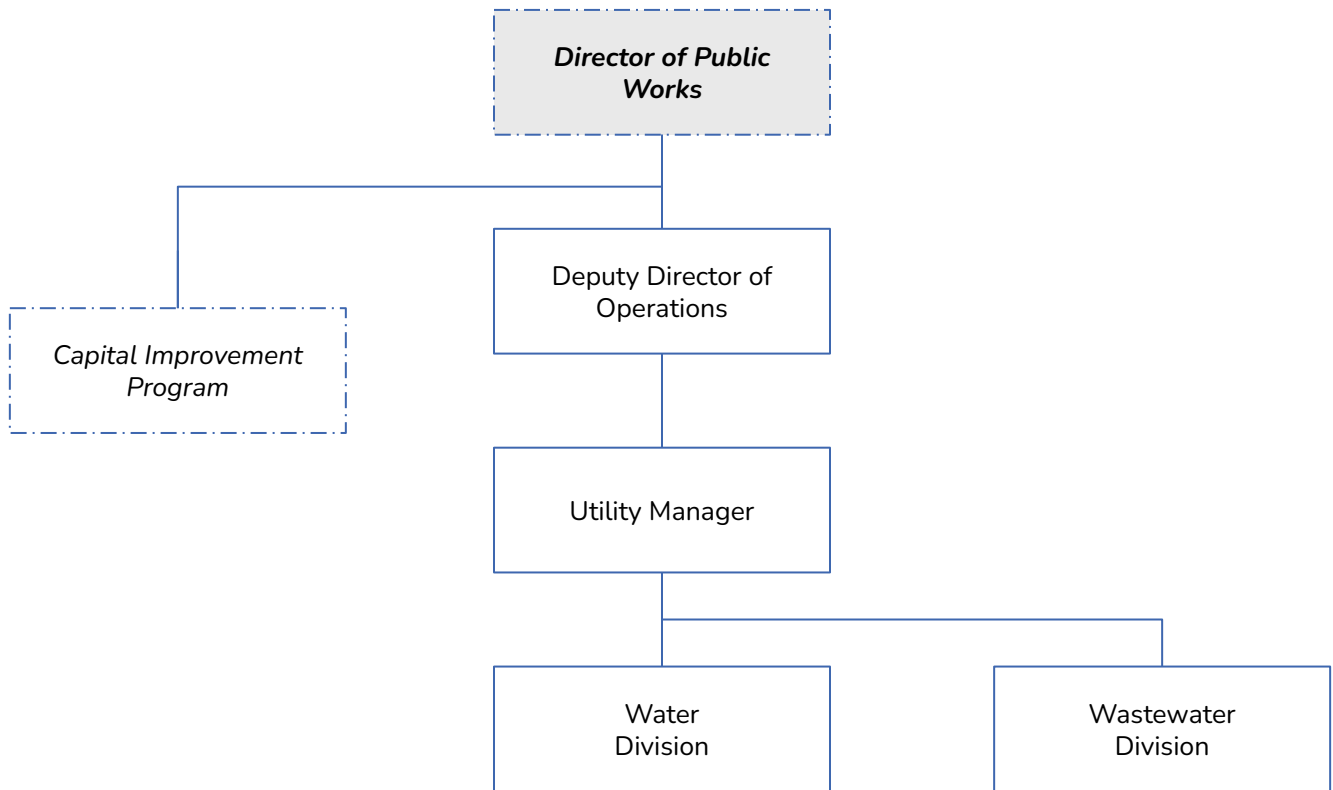 Director of Public
Works
Deputy Director of
Operations
Capital Improvement
Program
Utility Manager
Water
Division
Wastewater
Division